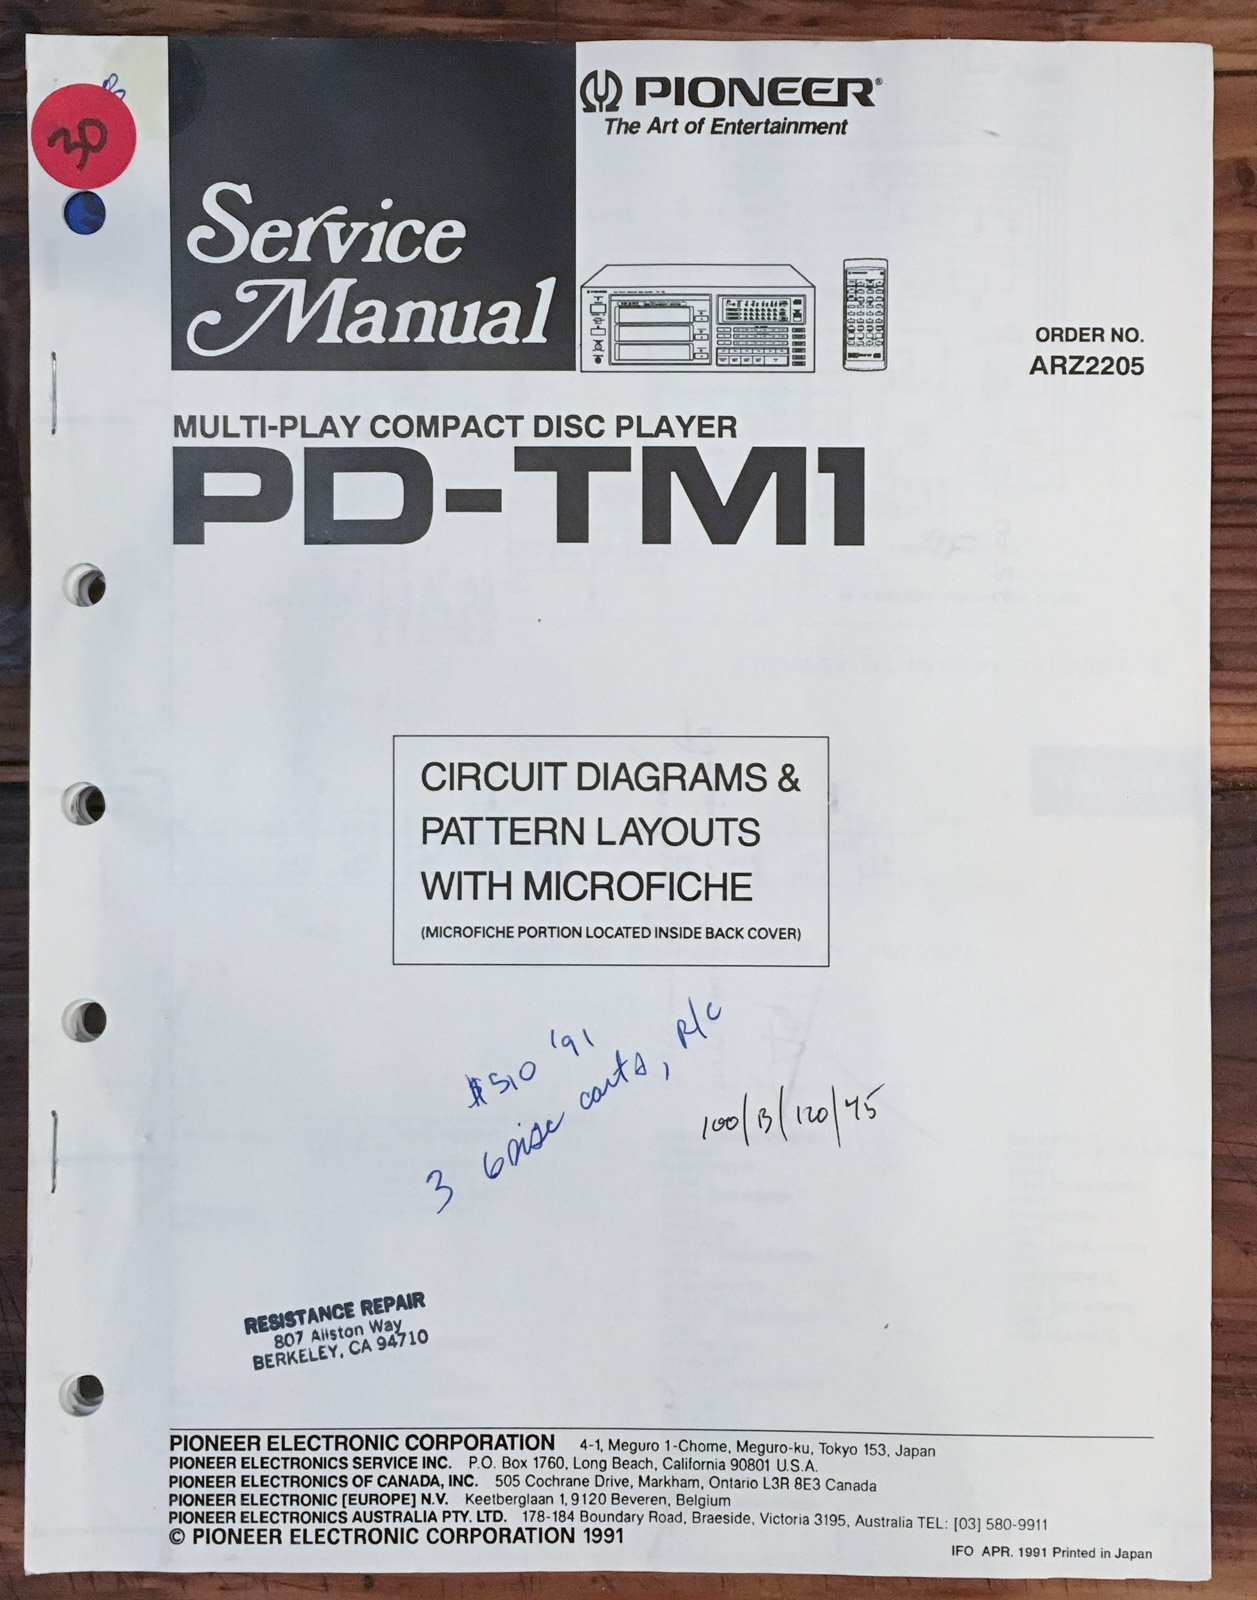 30
PIONEER®
The Art of Entertainment
Service
Manual
ORDER NO.
ARZ2205
MULTI-PLAY COMPACT DISC PLAYER
PD-TM1
CIRCUIT DIAGRAMS &
PATTERN LAYOUTS
WITH MICROFICHE
(MICROFICHE PORTION LOCATED INSIDE BACK COVER)
$510 '91
3 6 Disc carts, R/C
100/B/120/45
RESISTANCE REPAIR
807 Allston Way
BERKELEY, CA 94710
PIONEER ELECTRONIC CORPORATION 4-1, Meguro 1-Chome, Meguro-ku, Tokyo 153, Japan
PIONEER ELECTRONICS SERVICE INC. P.O. Box 1760, Long Beach, California 90801 U.S.A.
PIONEER ELECTRONICS OF CANADA, INC. 505 Cochrane Drive, Markham, Ontario L3R 8E3 Canada
PIONEER ELECTRONIC [EUROPE] N.V. Keetberglaan 1, 9120 Beveren, Belgium
PIONEER ELECTRONICS AUSTRALIA PTY. LTD. 178-184 Boundary Road, Braeside, Victoria 3195, Australia TEL: [03] 580-9911
© PIONEER ELECTRONIC CORPORATION 1991
IFO APR. 1991 Printed in Japan